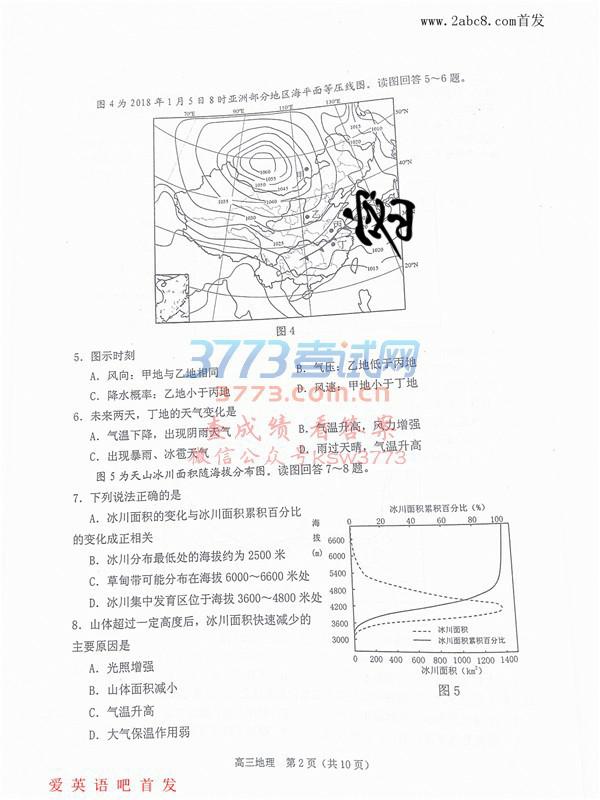 www.2abc8.com首发
图4为2018年1月5日8时亚洲部分地区海平面等压线图。读图回答5～6题。
70°E 90°E 110°E 130°E 50°N
1010
1015
1020
40°N
1060
1055
1050 1045
1040
1035
1030
甲
乙
丙
丁
1025
1020
1020
1015
20°N
图4
5. 图示时刻
A. 风向：甲地与乙地相同 B. 气压：乙地低于丙地
C. 降水概率：乙地小于丙地 D. 风速：甲地小于丁地
3773考试网
3773.com.cn
6. 未来两天，丁地的天气变化是
A. 气温下降，出现阴雨天气 B. 气温升高，风力增强
查成绩 看答案
C. 出现暴雨、冰雹天气 D. 雨过天晴，气温升高
微信公众号ksw3773
图5为天山冰川面积随海拔分布图。读图回答7～8题。
7. 下列说法正确的是
A. 冰川面积的变化与冰川面积累积百分比
的变化成正相关
B. 冰川分布最低处的海拔约为2500米
C. 草甸带可能分布在海拔6000～6600米处
D. 冰川集中发育区位于海拔3600～4800米处
8. 山体超过一定高度后，冰川面积快速减少的
主要原因是
A. 光照增强
B. 山体面积减小
C. 气温升高
D. 大气保温作用弱
冰川面积累积百分比（%）
0 20 40 60 80 100
海拔(m)
6600
6000
5400
4800
4200
3600
3000
冰川面积
冰川面积累积百分比
0 200 400 600 800 1000 1400
冰川面积（km²）
图5
高三地理 第2页（共10页）
爱英语吧首发